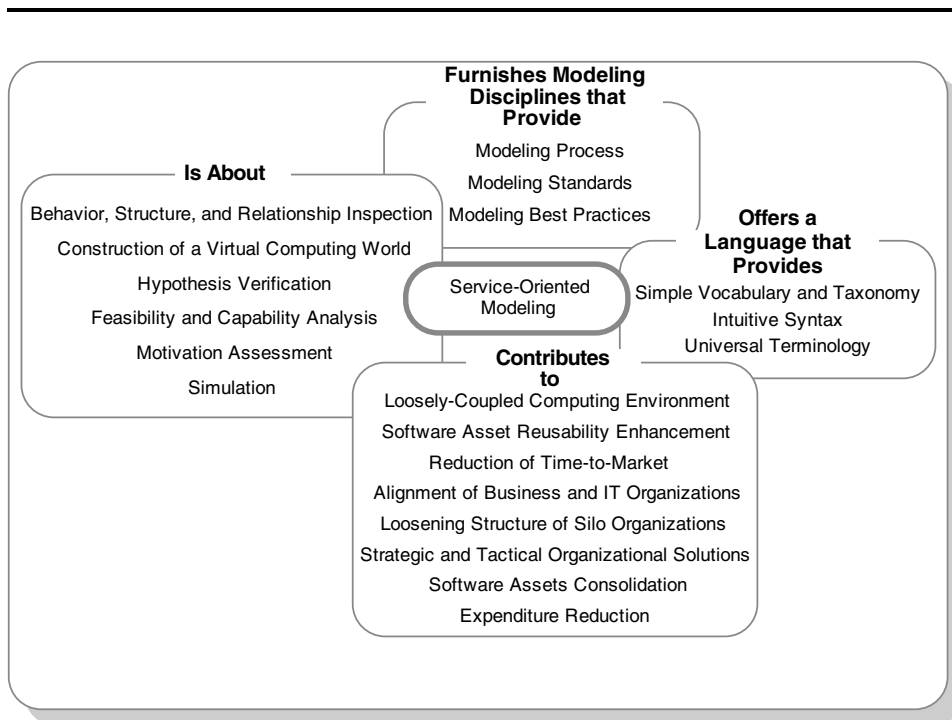 Furnishes Modeling
Disciplines that
Provide
Modeling Process
Modeling Standards
Modeling Best Practices
Is About
Behavior, Structure, and Relationship Inspection
Construction of a Virtual Computing World
Hypothesis Verification
Feasibility and Capability Analysis
Motivation Assessment
Simulation
Offers a
Language that
Provides
Simple Vocabulary and Taxonomy
Intuitive Syntax
Universal Terminology
Service-Oriented
Modeling
Contributes
to
Loosely-Coupled Computing Environment
Software Asset Reusability Enhancement
Reduction of Time-to-Market
Alignment of Business and IT Organizations
Loosening Structure of Silo Organizations
Strategic and Tactical Organizational Solutions
Software Assets Consolidation
Expenditure Reduction